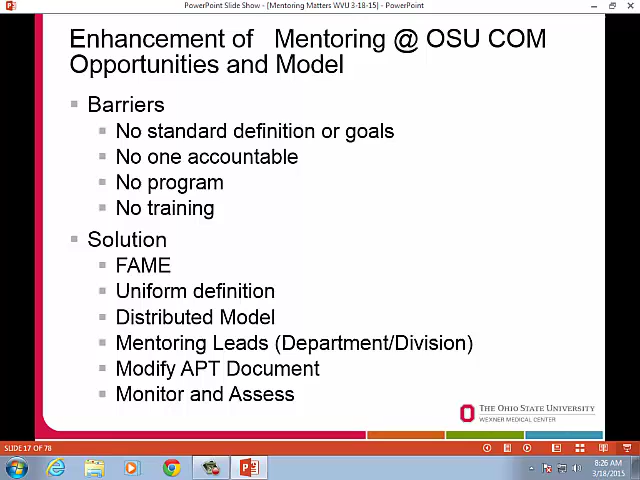 PowerPoint Slide Show - [Mentoring Matters WVU 3-18-15] - PowerPoint
Enhancement of Mentoring @ OSU COM
Opportunities and Model
Barriers
No standard definition or goals
No one accountable
No program
No training
Solution
FAME
Uniform definition
Distributed Model
Mentoring Leads (Department/Division)
Modify APT Document
Monitor and Assess
THE OHIO STATE UNIVERSITY
WEXNER MEDICAL CENTER
SLIDE 17 OF 78
8:26 AM
3/18/2015